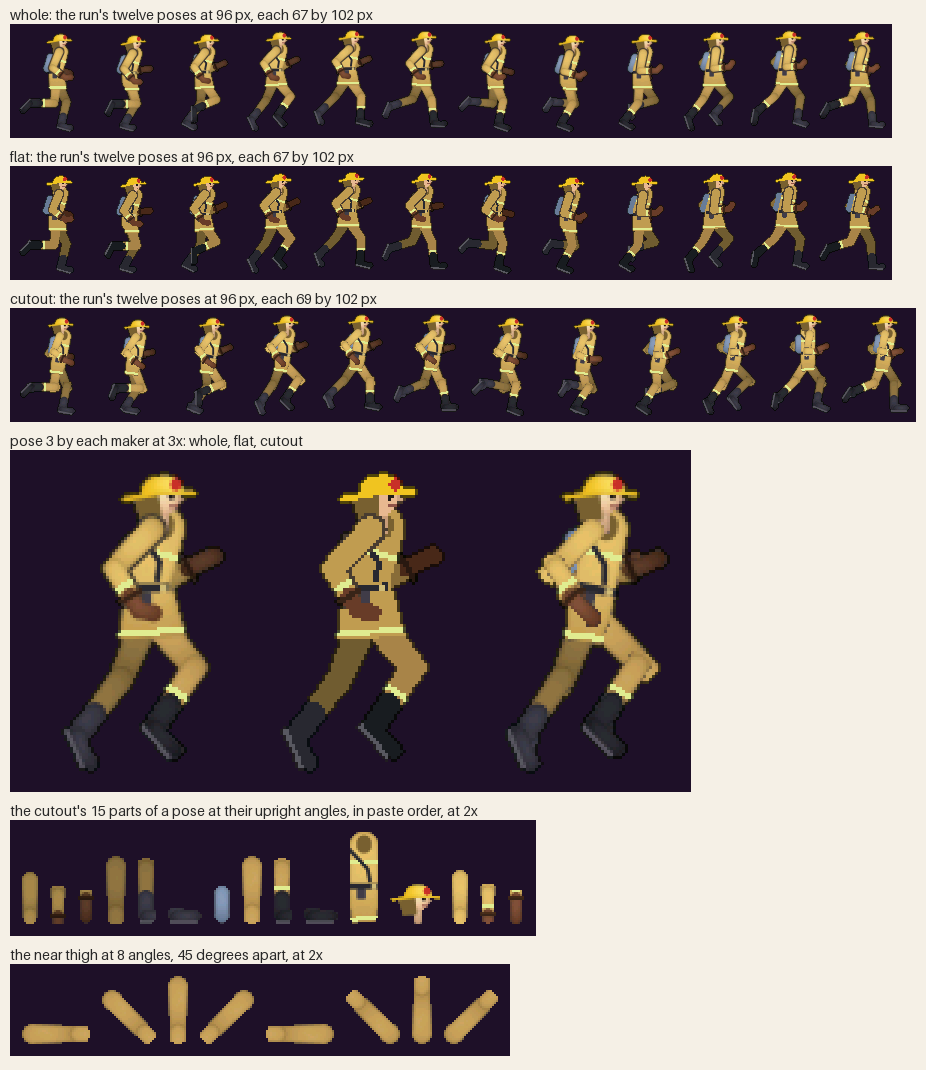 whole: the run's twelve poses at 96 px, each 67 by 102 px
flat: the run's twelve poses at 96 px, each 67 by 102 px
cutout: the run's twelve poses at 96 px, each 69 by 102 px
pose 3 by each maker at 3x: whole, flat, cutout
the cutout's 15 parts of a pose at their upright angles, in paste order, at 2x
the near thigh at 8 angles, 45 degrees apart, at 2x